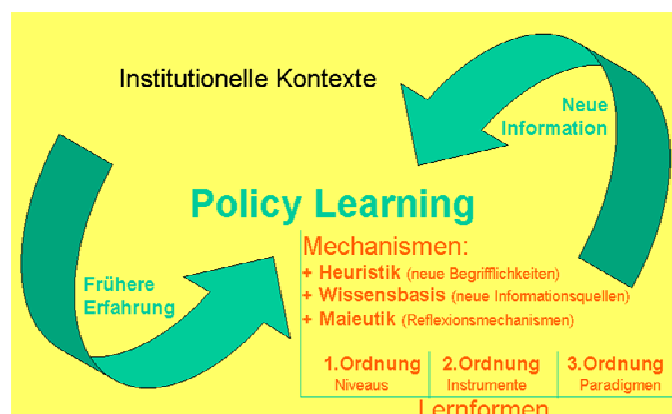 Institutionelle Kontexte
Neue
Information
Policy Learning
Frühere
Erfahrung
Mechanismen:
+ Heuristik (neue Begrifflichkeiten)
+ Wissensbasis (neue Informationsquellen)
+ Maieutik (Reflexionsmechanismen)
1.Ordnung 2.Ordnung 3.Ordnung
Niveaus Instrumente Paradigmen
Lernformen